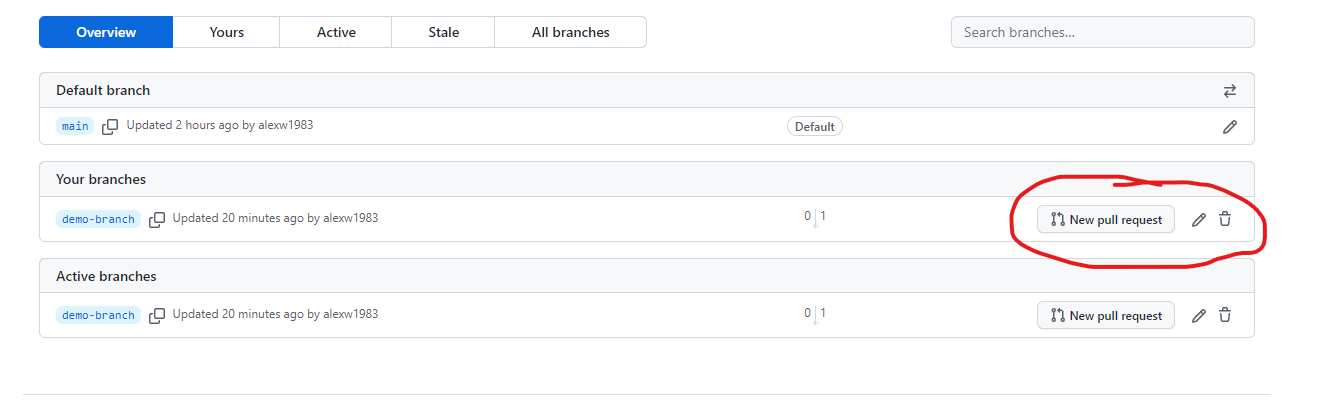 Overview Yours Active Stale All branches Search branches...
Default branch
main Updated 2 hours ago by alexw1983 Default
Your branches
demo-branch Updated 20 minutes ago by alexw1983 0 1 New pull request
Active branches
demo-branch Updated 20 minutes ago by alexw1983 0 1 New pull request